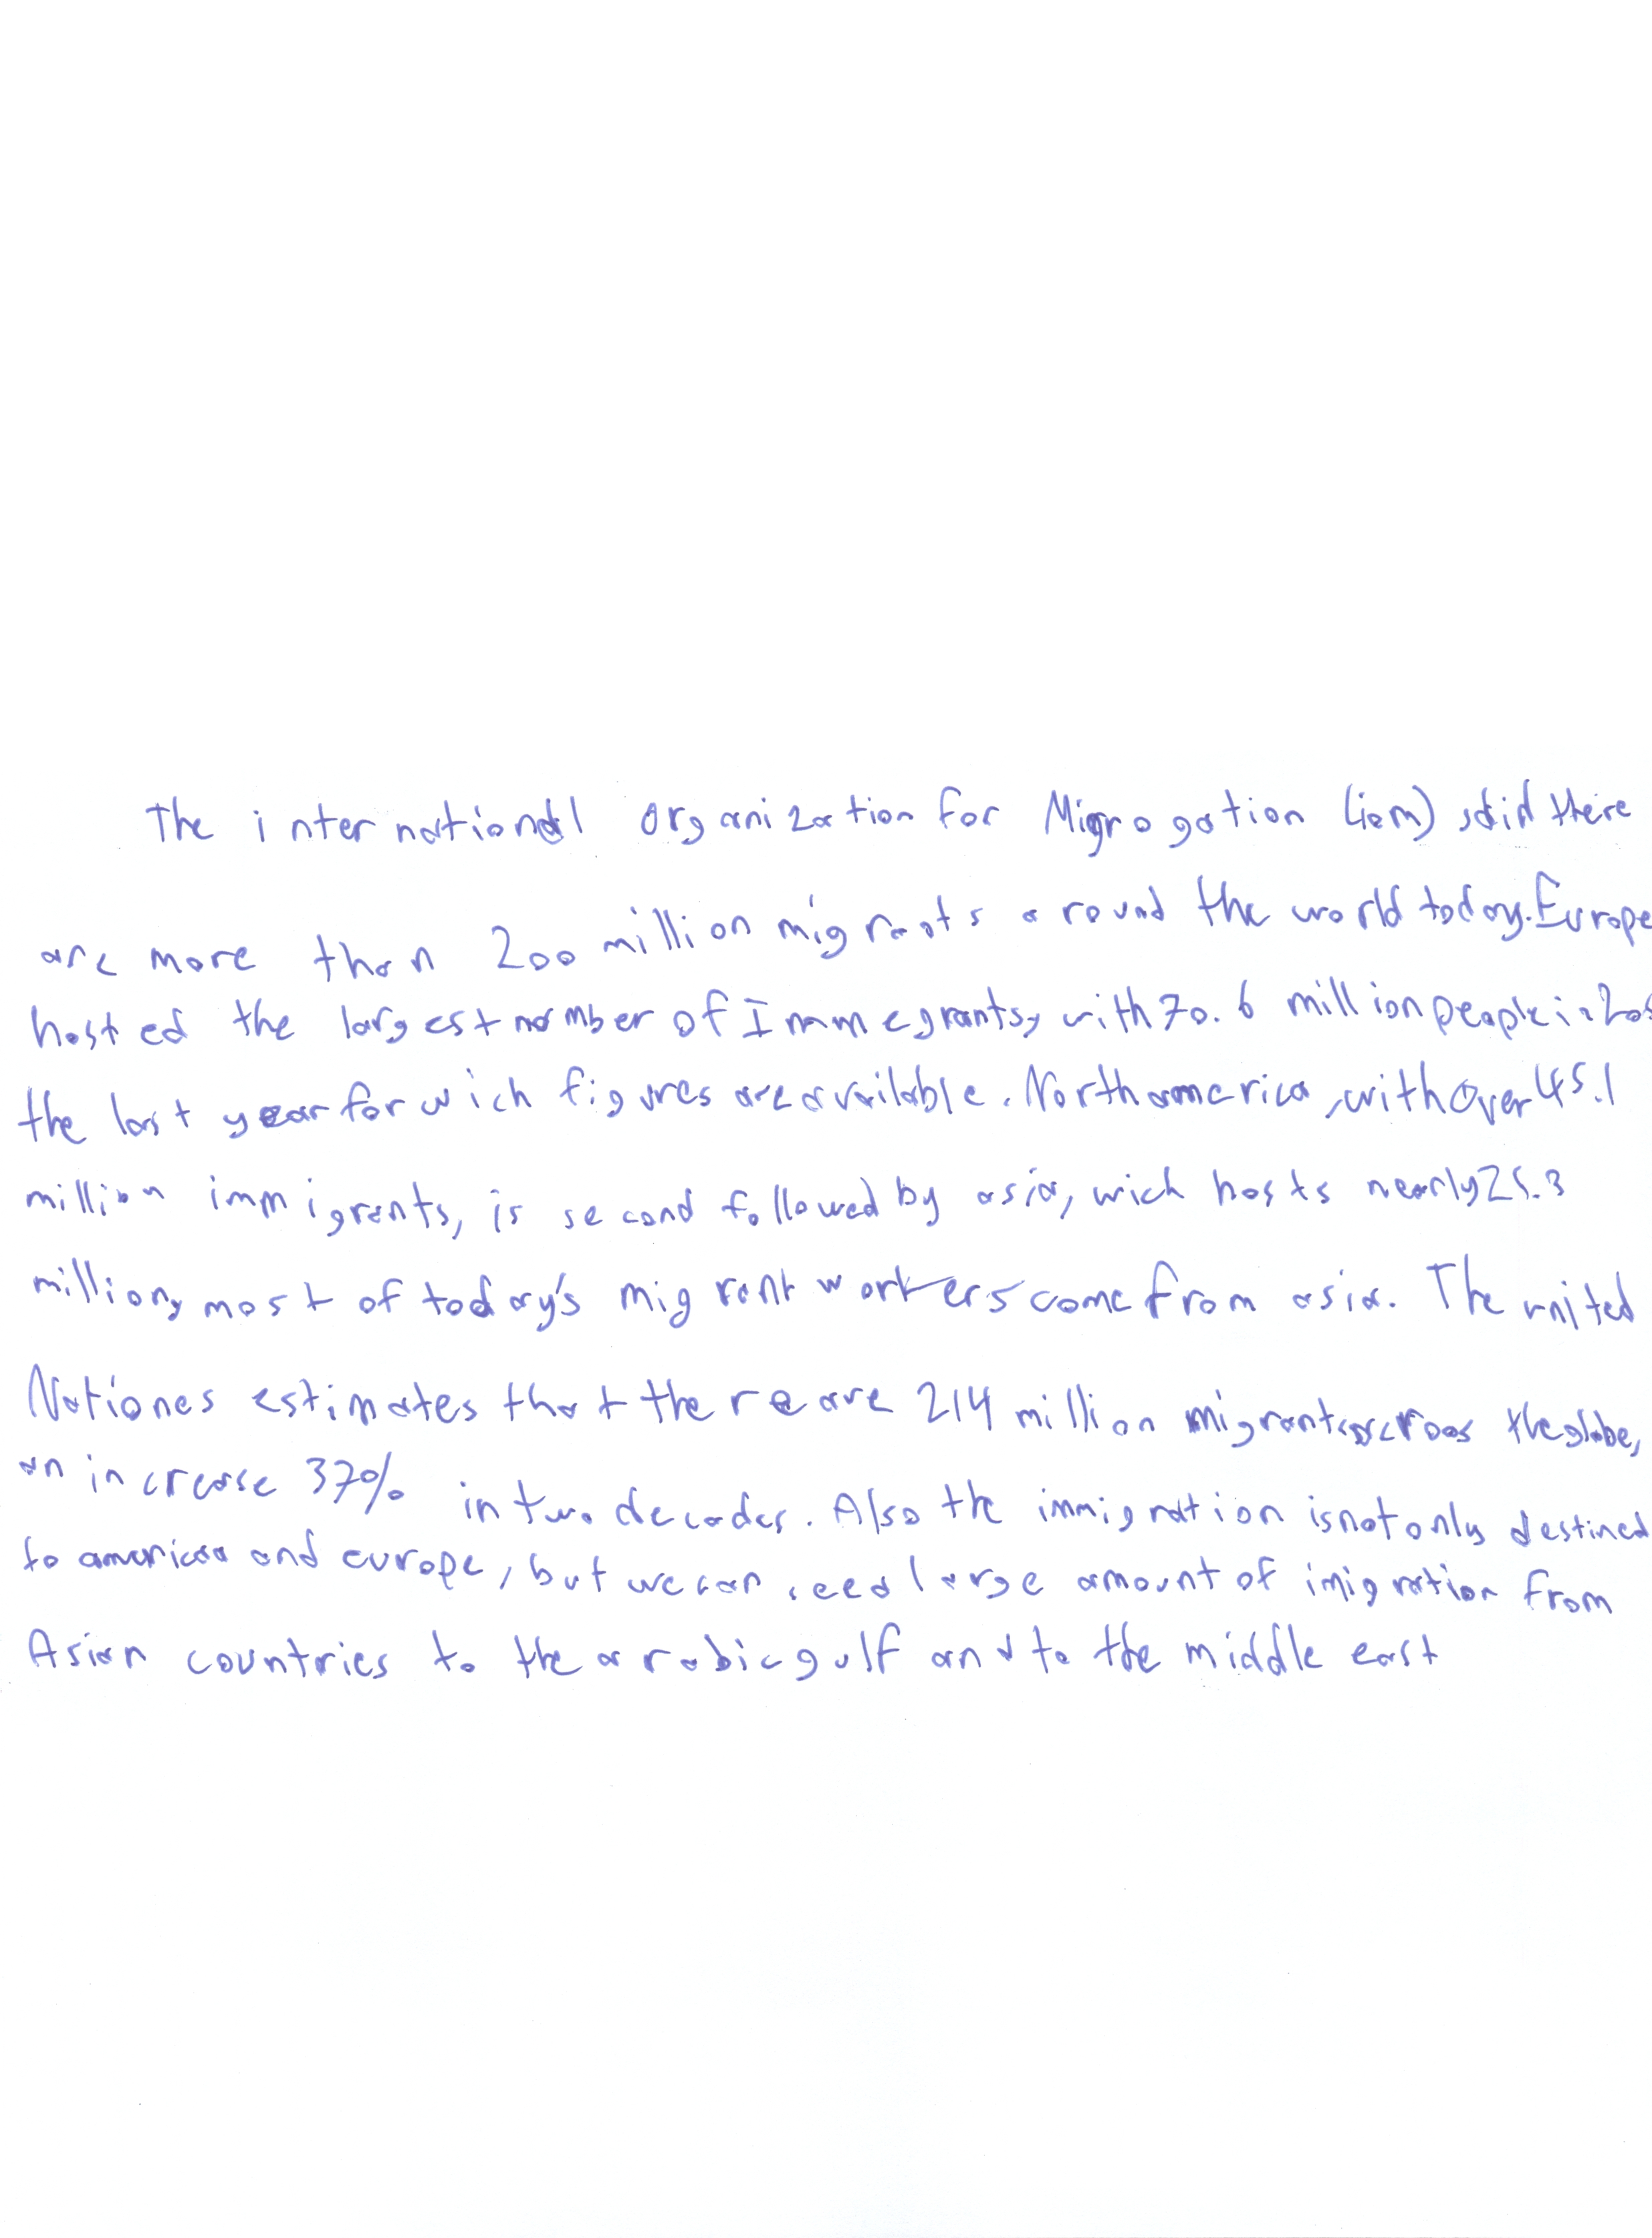 The international Organization for Migrogation (iom) said there
are more than 200 million migrants around the world today. Europe
hosted the largest nomber of Immegrants, with 70.6 million people in
the last year for wich figures are available. North america, with over 45.1
million immigrants, is second followed by asia, wich hosts nearly 25.3
million, most of today's migrant workers come from asia. The united
Nationes estimates that there are 214 million migrants across the globe,
an increase 37% in two decades. Also the immigration is not only destined
to america and europe, but we can seea large amount of imigration from
Asian countries to the arabic gulf and to the middle east